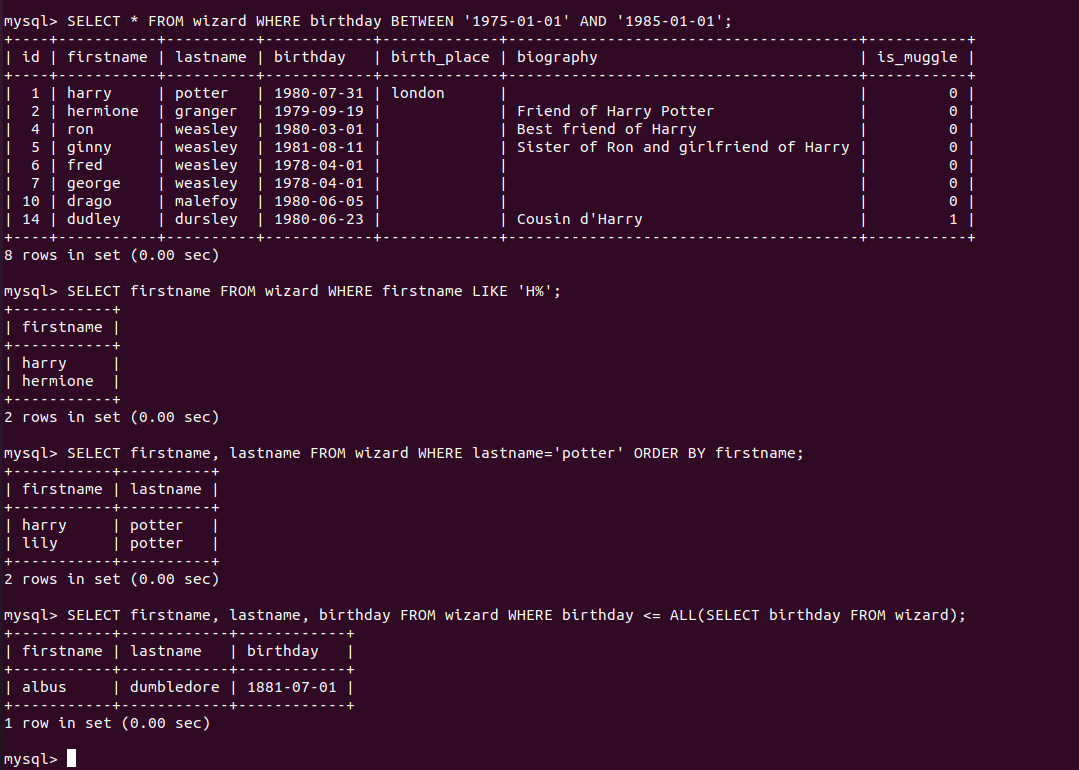 mysql> SELECT * FROM wizard WHERE birthday BETWEEN '1975-01-01' AND '1985-01-01';
+----+-----------+----------+------------+-------------+---------------------------------------+-----------+
| id | firstname | lastname | birthday   | birth_place | biography                             | is_muggle |
+----+-----------+----------+------------+-------------+---------------------------------------+-----------+
|  1 | harry     | potter   | 1980-07-31 | london      |                                       |         0 |
|  2 | hermione  | granger  | 1979-09-19 |             | Friend of Harry Potter                |         0 |
|  4 | ron       | weasley  | 1980-03-01 |             | Best friend of Harry                  |         0 |
|  5 | ginny     | weasley  | 1981-08-11 |             | Sister of Ron and girlfriend of Harry |         0 |
|  6 | fred      | weasley  | 1978-04-01 |             |                                       |         0 |
|  7 | george    | weasley  | 1978-04-01 |             |                                       |         0 |
| 10 | drago     | malefoy  | 1980-06-05 |             |                                       |         0 |
| 14 | dudley    | dursley  | 1980-06-23 |             | Cousin d'Harry                        |         1 |
+----+-----------+----------+------------+-------------+---------------------------------------+-----------+
8 rows in set (0.00 sec)

mysql> SELECT firstname FROM wizard WHERE firstname LIKE 'H%';
+-----------+
| firstname |
+-----------+
| harry     |
| hermione  |
+-----------+
2 rows in set (0.00 sec)

mysql> SELECT firstname, lastname FROM wizard WHERE lastname='potter' ORDER BY firstname;
+-----------+----------+
| firstname | lastname |
+-----------+----------+
| harry     | potter   |
| lily      | potter   |
+-----------+----------+
2 rows in set (0.00 sec)

mysql> SELECT firstname, lastname, birthday FROM wizard WHERE birthday <= ALL(SELECT birthday FROM wizard);
+-----------+------------+------------+
| firstname | lastname   | birthday   |
+-----------+------------+------------+
| albus     | dumbledore | 1881-07-01 |
+-----------+------------+------------+
1 row in set (0.00 sec)

mysql>